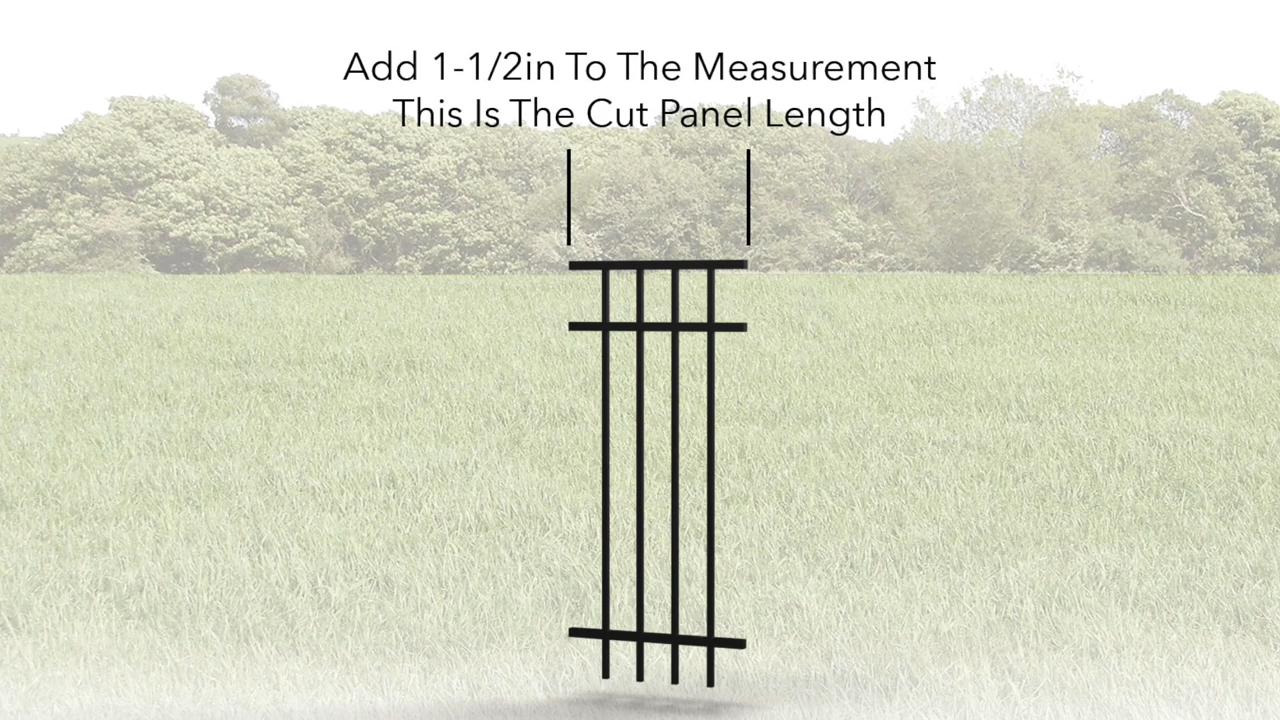 Add 1-1/2in To The Measurement
This Is The Cut Panel Length